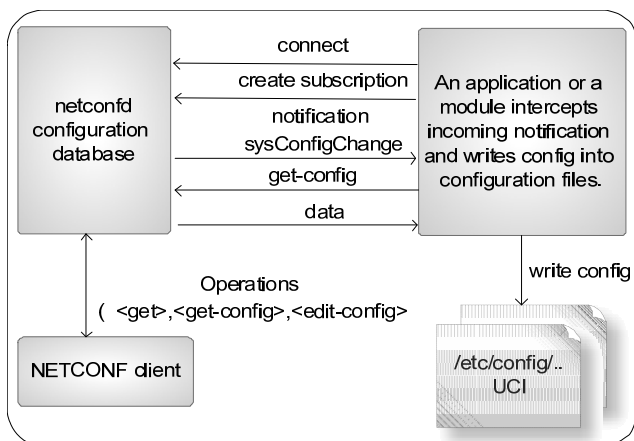 connect
create subscription
notification
sysConfigChange
get-config
data
netconfd
configuration
database
An application or a
module intercepts
incoming notification
and writes config into
configuration files.
write config
Operations
( <get>,<get-config>,<edit-config>
NETCONF client
/etc/config/..
UCI